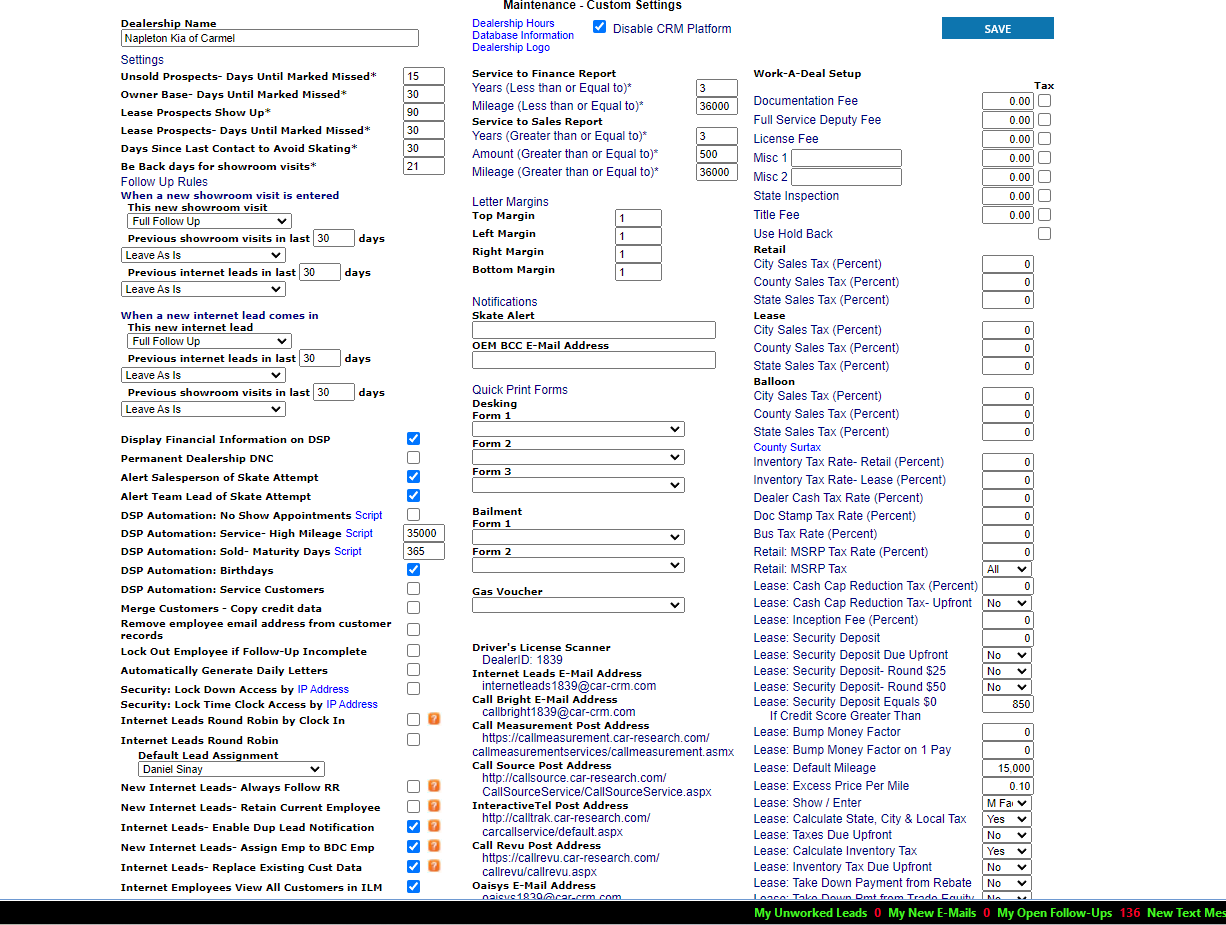 Maintenance - Custom Settings
Dealership Name
Napleton Kia of Carmel
Settings
Unsold Prospects- Days Until Marked Missed* 15
Owner Base- Days Until Marked Missed* 30
Lease Prospects Show Up* 90
Lease Prospects- Days Until Marked Missed* 30
Days Since Last Contact to Avoid Skating* 30
Be Back days for showroom visits* 21
Follow Up Rules
When a new showroom visit is entered
This new showroom visit
Full Follow Up
Previous showroom visits in last 30 days
Leave As Is
Previous internet leads in last 30 days
Leave As Is
When a new internet lead comes in
This new internet lead
Full Follow Up
Previous internet leads in last 30 days
Leave As Is
Previous showroom visits in last 30 days
Leave As Is
Display Financial Information on DSP
Permanent Dealership DNC
Alert Salesperson of Skate Attempt
Alert Team Lead of Skate Attempt
DSP Automation: No Show Appointments Script
DSP Automation: Service- High Mileage Script 35000
DSP Automation: Sold- Maturity Days Script 365
DSP Automation: Birthdays
DSP Automation: Service Customers
Merge Customers - Copy credit data
Remove employee email address from customer
records
Lock Out Employee if Follow-Up Incomplete
Automatically Generate Daily Letters
Security: Lock Down Access by IP Address
Security: Lock Time Clock Access by IP Address
Internet Leads Round Robin by Clock In ?
Internet Leads Round Robin
Default Lead Assignment
Daniel Sinay
New Internet Leads- Always Follow RR ?
New Internet Leads- Retain Current Employee ?
Internet Leads- Enable Dup Lead Notification ?
New Internet Leads- Assign Emp to BDC Emp ?
Internet Leads- Replace Existing Cust Data ?
Internet Employees View All Customers in ILM
Dealership Hours
Database Information
Dealership Logo
Disable CRM Platform
Service to Finance Report
Years (Less than or Equal to)* 3
Mileage (Less than or Equal to)* 36000
Service to Sales Report
Years (Greater than or Equal to)* 3
Amount (Greater than or Equal to)* 500
Mileage (Greater than or Equal to)* 36000
Letter Margins
Top Margin 1
Left Margin 1
Right Margin 1
Bottom Margin 1
Notifications
Skate Alert
OEM BCC E-Mail Address
Quick Print Forms
Desking
Form 1
Form 2
Form 3
Bailment
Form 1
Form 2
Gas Voucher
Driver's License Scanner
DealerID: 1839
Internet Leads E-Mail Address
internetleads1839@car-crm.com
Call Bright E-Mail Address
callbright1839@car-crm.com
Call Measurement Post Address
https://callmeasurement.car-research.com/
callmeasurementservices/callmeasurement.asmx
Call Source Post Address
http://callsource.car-research.com/
CallSourceService/CallSourceService.aspx
InteractiveTel Post Address
http://calltrak.car-research.com/
carcallservice/default.aspx
Call Revu Post Address
https://callrevu.car-research.com/
callrevu/callrevu.aspx
Oaisys E-Mail Address
oaisys1839@car-crm.com
SAVE
Work-A-Deal Setup
Tax
Documentation Fee 0.00
Full Service Deputy Fee 0.00
License Fee 0.00
Misc 1 0.00
Misc 2 0.00
State Inspection 0.00
Title Fee 0.00
Use Hold Back
Retail
City Sales Tax (Percent) 0
County Sales Tax (Percent) 0
State Sales Tax (Percent) 0
Lease
City Sales Tax (Percent) 0
County Sales Tax (Percent) 0
State Sales Tax (Percent) 0
Balloon
City Sales Tax (Percent) 0
County Sales Tax (Percent) 0
State Sales Tax (Percent) 0
County Surtax
Inventory Tax Rate- Retail (Percent) 0
Inventory Tax Rate- Lease (Percent) 0
Dealer Cash Tax Rate (Percent) 0
Doc Stamp Tax Rate (Percent) 0
Bus Tax Rate (Percent) 0
Retail: MSRP Tax Rate (Percent) 0
Retail: MSRP Tax All
Lease: Cash Cap Reduction Tax (Percent) 0
Lease: Cash Cap Reduction Tax- Upfront No
Lease: Inception Fee (Percent) 0
Lease: Security Deposit 0
Lease: Security Deposit Due Upfront No
Lease: Security Deposit- Round $25 No
Lease: Security Deposit- Round $50 No
Lease: Security Deposit Equals $0 850
If Credit Score Greater Than
Lease: Bump Money Factor 0
Lease: Bump Money Factor on 1 Pay 0
Lease: Default Mileage 15,000
Lease: Excess Price Per Mile 0.10
Lease: Show / Enter M Fa
Lease: Calculate State, City & Local Tax Yes
Lease: Taxes Due Upfront No
Lease: Calculate Inventory Tax Yes
Lease: Inventory Tax Due Upfront No
Lease: Take Down Payment from Rebate No
Lease: Take Down Pmt from Trade Equity No
My Unworked Leads 0 My New E-Mails 0 My Open Follow-Ups 136 New Text Mes